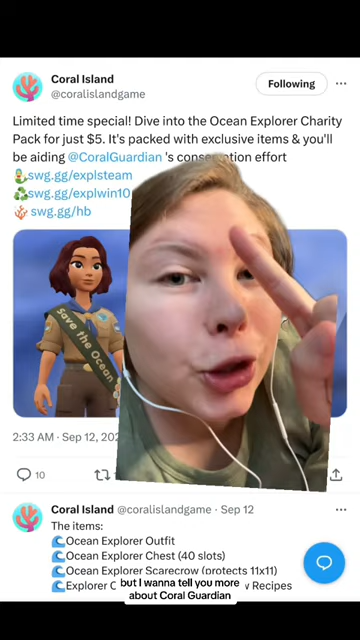 Coral Island
@coralislandgame
Following
Limited time special! Dive into the Ocean Explorer Charity
Pack for just $5. It's packed with exclusive items & you'll
be aiding @CoralGuardian 's conservation effort
swg.gg/explsteam
swg.gg/explwin10
swg.gg/hb
Save the Ocean
2:33 AM · Sep 12, 202
10
Coral Island @coralislandgame · Sep 12
The items:
Ocean Explorer Outfit
Ocean Explorer Chest (40 slots)
Ocean Explorer Scarecrow (protects 11x11)
Explorer Recipes
but I wanna tell you more
about Coral Guardian